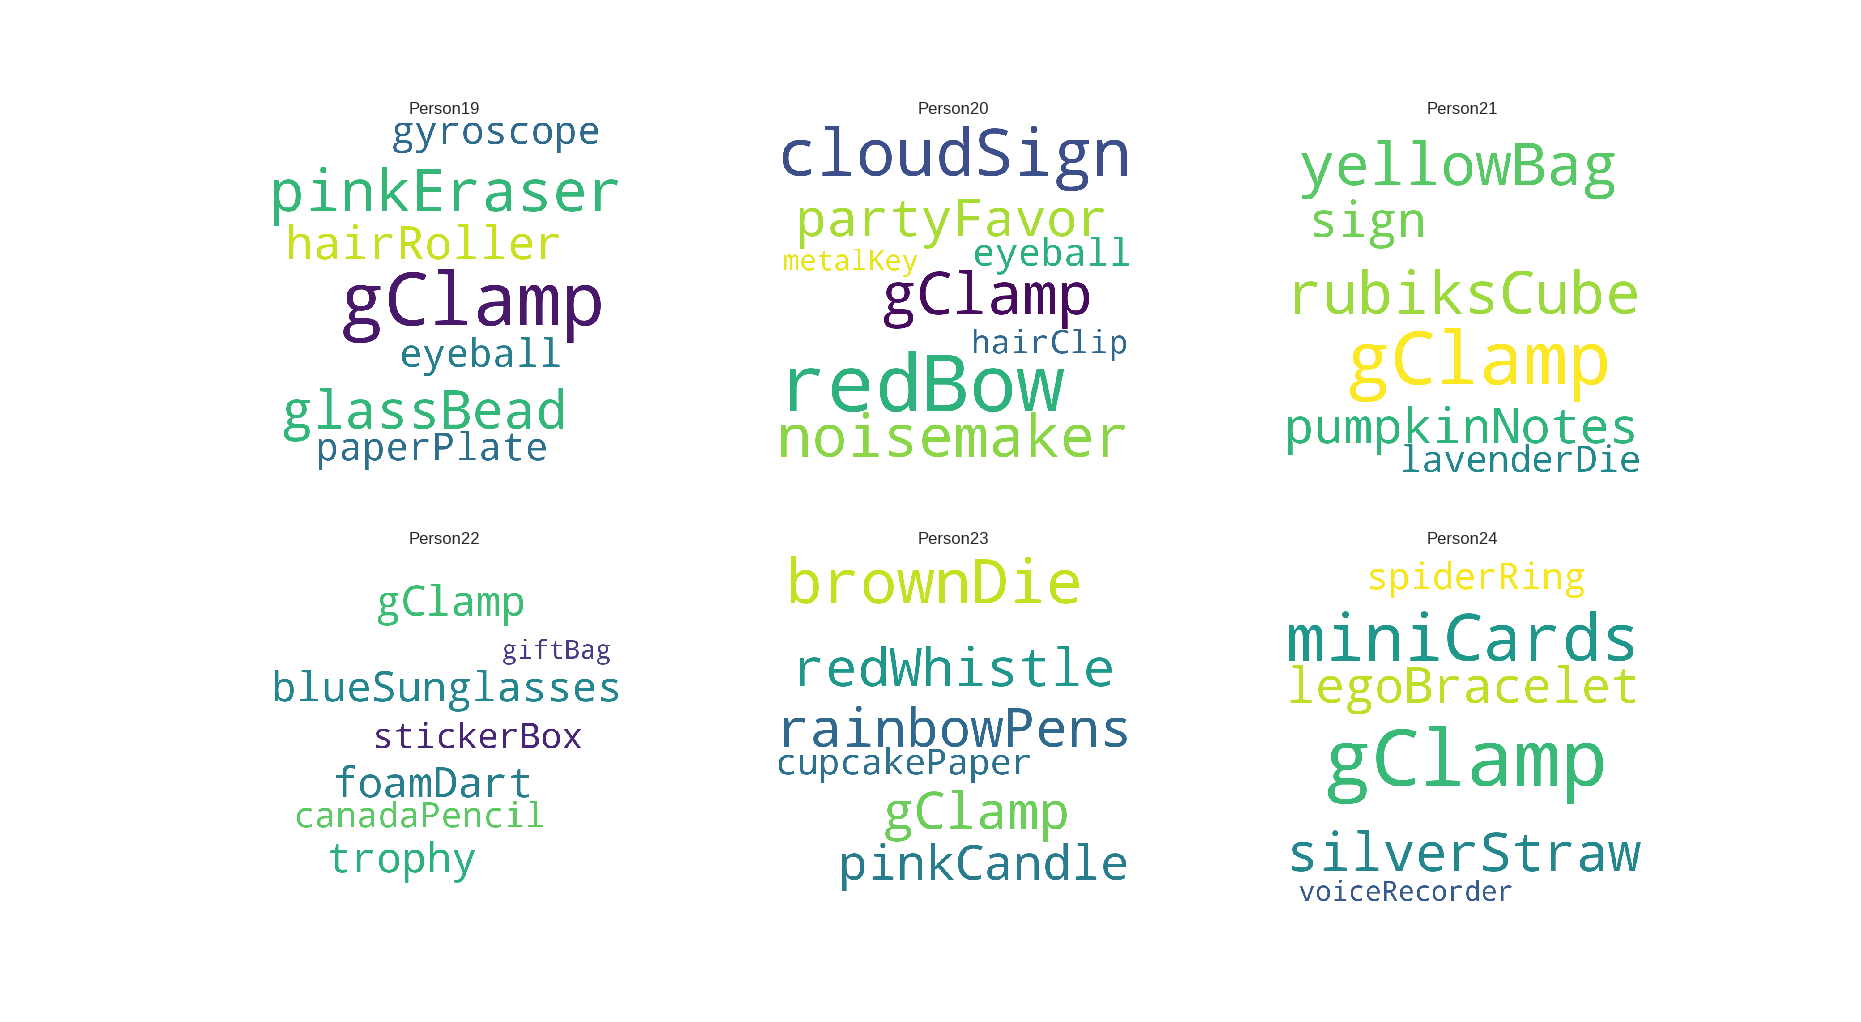 Person19
gyroscope
pinkEraser
hairRoller
gClamp
eyeball
glassBead
paperPlate
Person20
cloudSign
partyFavor
eyeball
metalKey
gClamp
hairClip
redBow
noisemaker
Person21
yellowBag
sign
rubiksCube
gClamp
pumpkinNotes
lavenderDie
Person22
gClamp
giftBag
blueSunglasses
stickerBox
foamDart
canadaPencil
trophy
Person23
brownDie
redWhistle
rainbowPens
cupcakePaper
gClamp
pinkCandle
Person24
spiderRing
miniCards
legoBracelet
gClamp
silverStraw
voiceRecorder